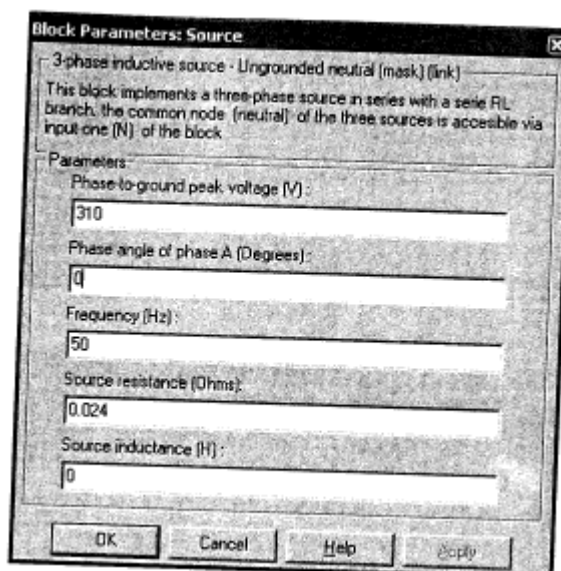 Block Parameters: Source
3-phase inductive source - Ungrounded neutral (mask) (link)
This block implements a three-phase source in series with a serie RL
branch. the common node (neutral) of the three sources is accesible via
input one (N) of the block
Parameters
Phase-to-ground peak voltage (V) :
310
Phase angle of phase A (Degrees) :
0
Frequency (Hz) :
50
Source resistance (Ohms):
0.024
Source inductance (H) :
0
OK
Cancel
Help
Apply